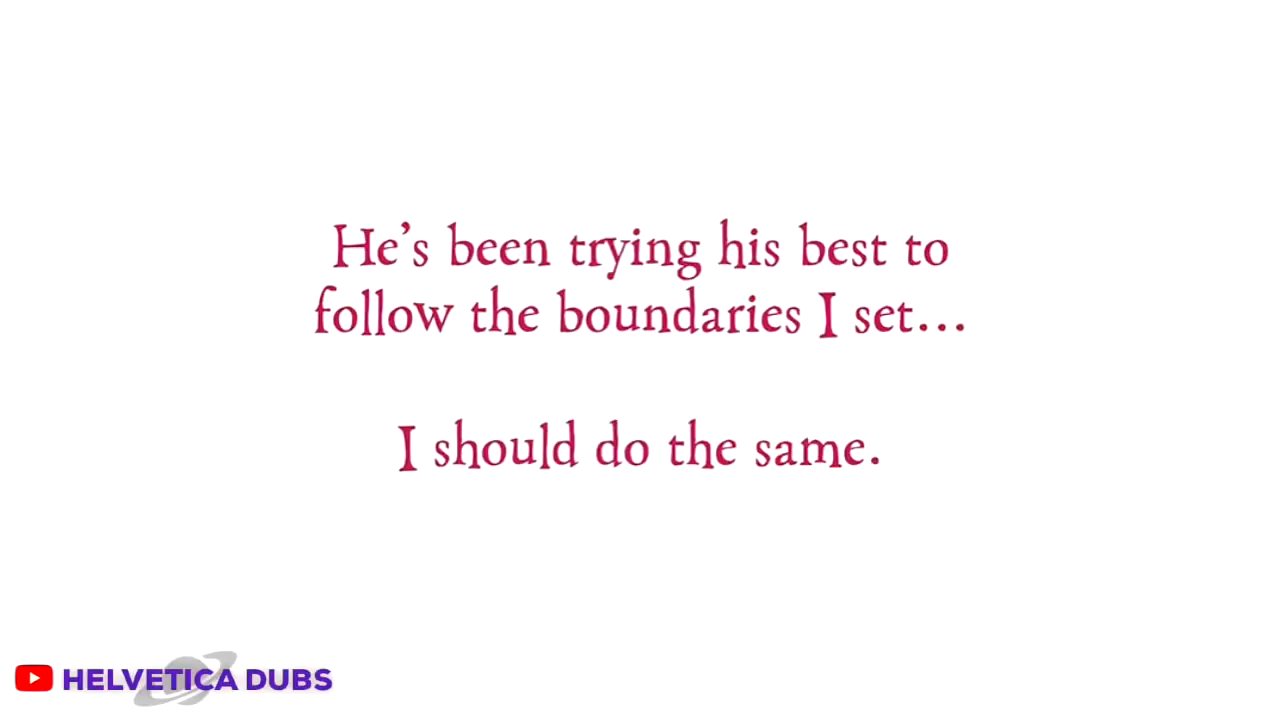 He’s been trying his best to
follow the boundaries I set...
I should do the same.
HELVETICA DUBS